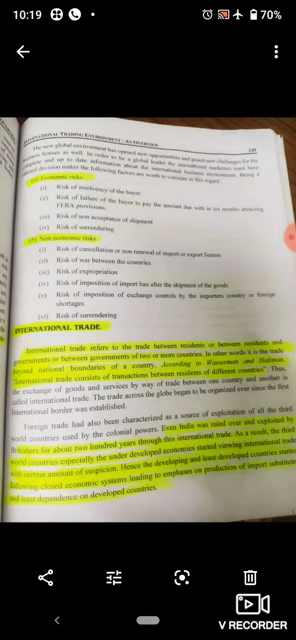 10:19
70%
INTERNATIONAL TRADING ENVIRONMENT : AN OVERVIEW
245
The new global environment has opened new opportunities and posed new challenges for the
business houses as well. In order to be a global leader the international marketers must have
complete and up to date information about the international business environment. Being a
rational decision maker the following factors are worth to consider in this regard.
Economic risks
(i) Risk of insolvency of the buyer
(ii) Risk of failure of the buyer to pay the amount due with in six months attracting
FERA provisions.
(iii) Risk of non acceptance of shipment
(iv) Risk of surrendering
Non economic risks
(i) Risk of cancellation or non renewal of import or export license
(ii) Risk of war between the countries
(iii) Risk of expropriation
(iv) Risk of imposition of import ban after the shipment of the goods
(v) Risk of imposition of exchange controls by the importers country or foreign
shortages
(vi) Risk of surrendering
INTERNATIONAL TRADE
International trade refers to the trade between residents or between residents and
governments or between governments of two or more countries. In other words it is the trade
beyond national boundaries of a country. According to Wasserman and Haltman,
"International trade consists of transactions between residents of different countries". Thus,
the exchange of goods and services by way of trade between one country and another is
called international trade. The trade across the globe began to be organized ever since the first
international border was established.
Foreign trade had also been characterized as a source of exploitation of all the third
world countries used by the colonial powers. Even India was ruled over and exploited by
Britishers for about two hundred years through this international trade. As a result, the third
world countries especially the under developed economies started viewing international trade
with certain amount of suspicion. Hence the developing and least developed countries started
following closed economic systems leading to emphases on production of import substitutes
and least dependence on developed countries.
V RECORDER